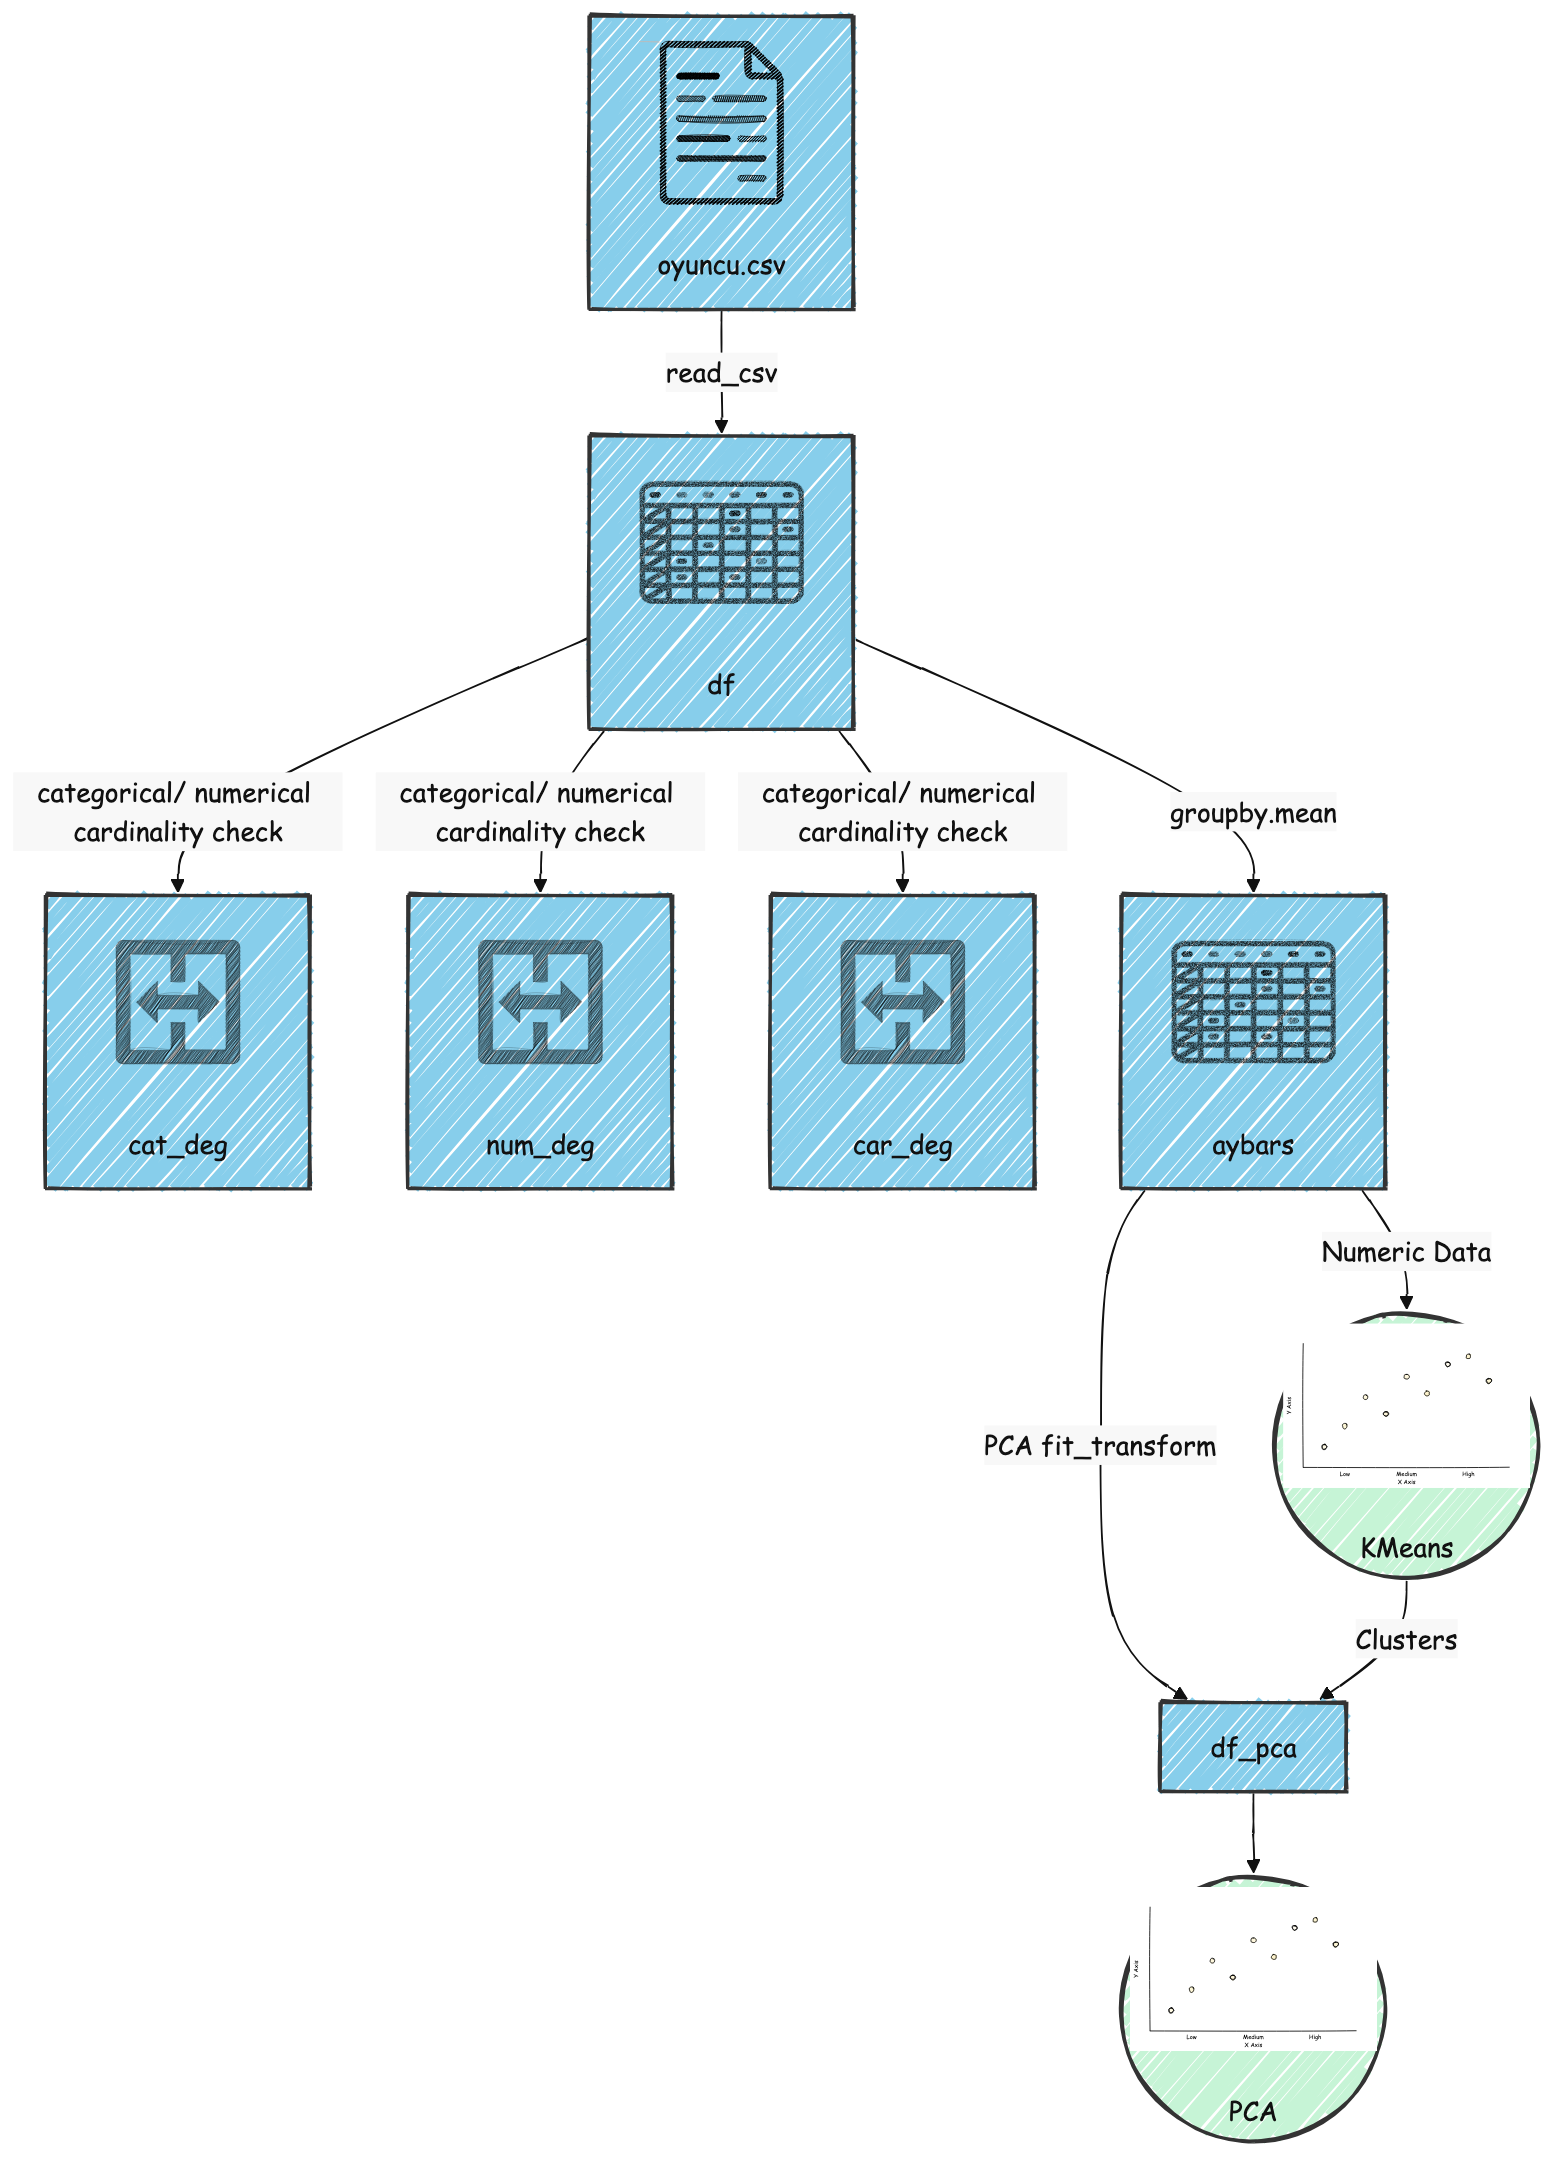 oyuncu.csv
read_csv
df
categorical/ numerical
cardinality check
categorical/ numerical
cardinality check
categorical/ numerical
cardinality check
groupby.mean
cat_deg
num_deg
car_deg
aybars
Numeric Data
Y Axis
Low Medium High
X Axis
PCA fit_transform
KMeans
Clusters
df_pca
Y Axis
Low Medium High
X Axis
PCA